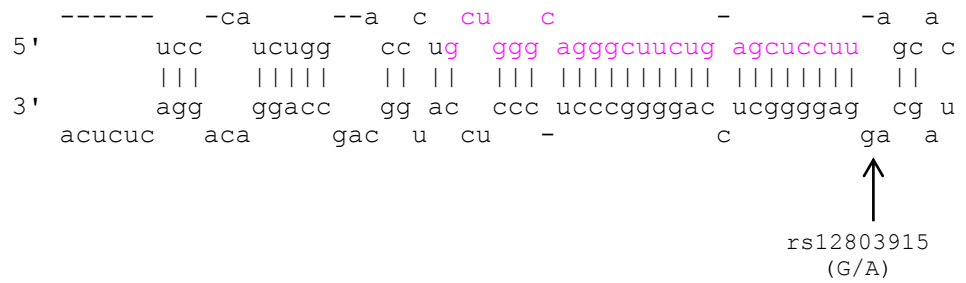 ------ -ca --a c cu c - -a a
5' ucc ucugg cc ug ggg agggcuucug agcuccuu gc c
||| ||||| || || ||| |||||||||| |||||||| ||
3' agg ggacc gg ac ccc ucccggggac ucggggag cg u
acucuc aca gac u cu - c ga a
rs12803915
(G/A)